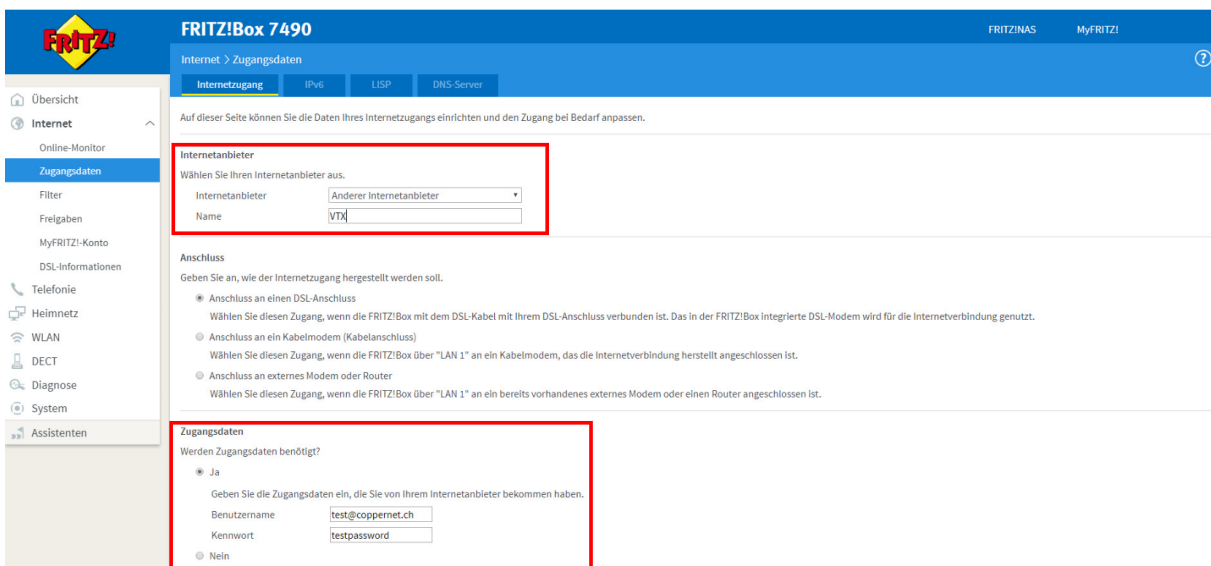 FRITZ!
FRITZ!Box 7490
FRITZ!NAS
MyFRITZ!
Internet > Zugangsdaten
?
Internetzugang
IPv6
LISP
DNS-Server
Übersicht
Internet
Online-Monitor
Zugangsdaten
Filter
Freigaben
MyFRITZ!-Konto
DSL-Informationen
Telefonie
Heimnetz
WLAN
DECT
Diagnose
System
Assistenten
Auf dieser Seite können Sie die Daten Ihres Internetzugangs einrichten und den Zugang bei Bedarf anpassen.
Internetanbieter
Wählen Sie Ihren Internetanbieter aus.
Internetanbieter Anderer Internetanbieter
Name VTX
Anschluss
Geben Sie an, wie der Internetzugang hergestellt werden soll.
Anschluss an einen DSL-Anschluss
Wählen Sie diesen Zugang, wenn die FRITZ!Box mit dem DSL-Kabel mit Ihrem DSL-Anschluss verbunden ist. Das in der FRITZ!Box integrierte DSL-Modem wird für die Internetverbindung genutzt.
Anschluss an ein Kabelmodem (Kabelanschluss)
Wählen Sie diesen Zugang, wenn die FRITZ!Box über "LAN 1" an ein Kabelmodem, das die Internetverbindung herstellt angeschlossen ist.
Anschluss an externes Modem oder Router
Wählen Sie diesen Zugang, wenn die FRITZ!Box über "LAN 1" an ein bereits vorhandenes externes Modem oder einen Router angeschlossen ist.
Zugangsdaten
Werden Zugangsdaten benötigt?
Ja
Geben Sie die Zugangsdaten ein, die Sie von Ihrem Internetanbieter bekommen haben.
Benutzername test@coppernet.ch
Kennwort testpassword
Nein